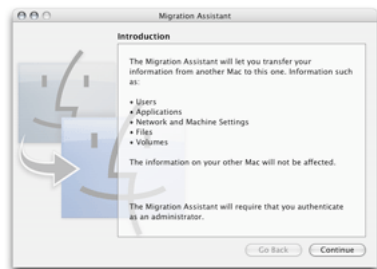 Migration Assistant
Introduction
The Migration Assistant will let you transfer your
information from another Mac to this one. Information such
as:
• Users
• Applications
• Network and Machine Settings
• Files
• Volumes
The information on your other Mac will not be affected.
The Migration Assistant will require that you authenticate
as an administrator.
Go Back
Continue